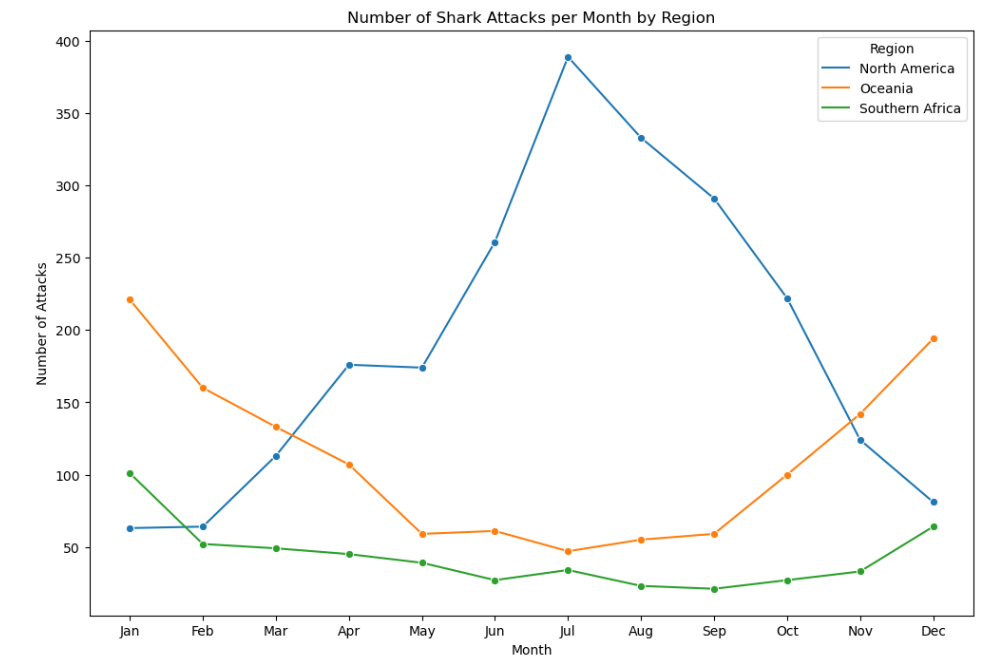 Number of Shark Attacks per Month by Region
Region
North America
Oceania
Southern Africa
Number of Attacks
400
350
300
250
200
150
100
50
Jan Feb Mar Apr May Jun Jul Aug Sep Oct Nov Dec
Month